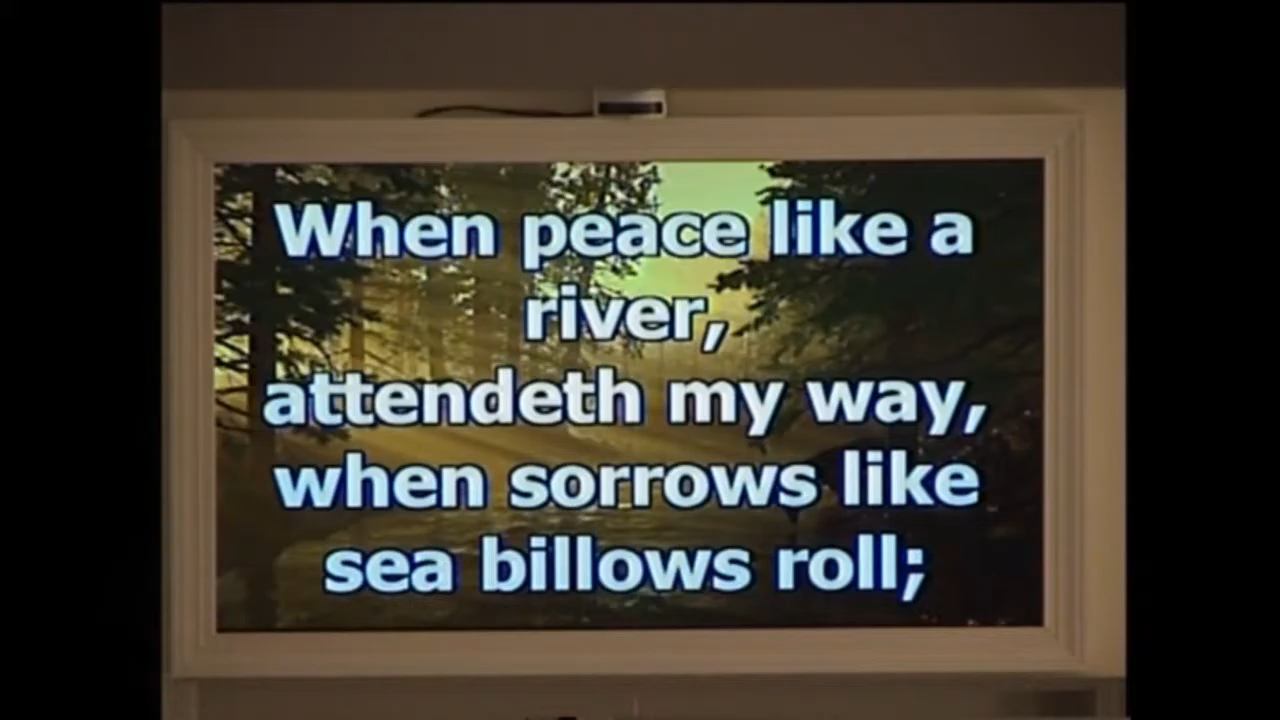 When peace like a
river,
attendeth my way,
when sorrows like
sea billows roll;